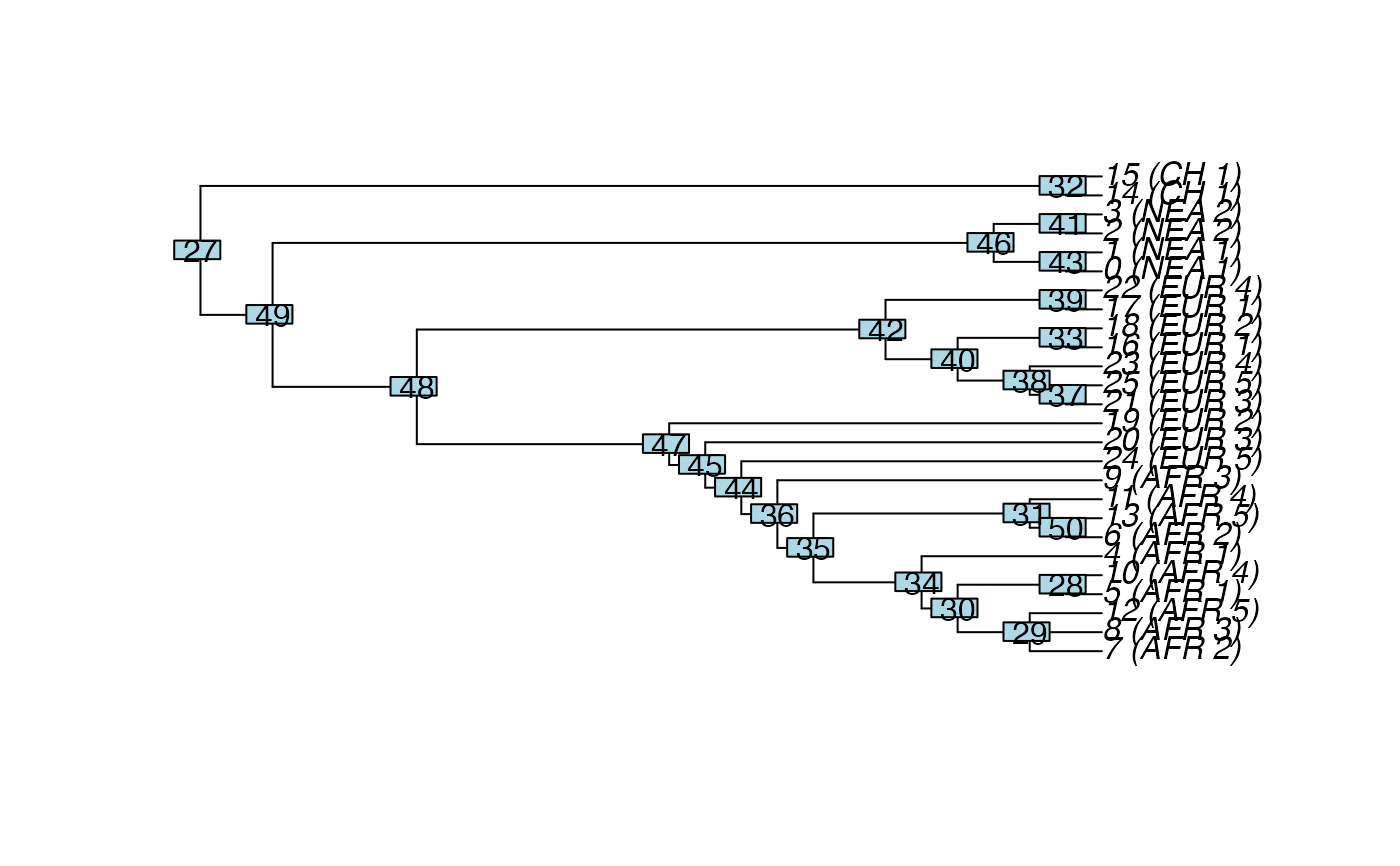 15 (CH 1)
32
14 (CH 1)
3 (NEA 2)
41
2 (NEA 2)
46
1 (NEA 1)
27
43
0 (NEA 1)
22 (EUR 4)
39
17 (EUR 1)
49
18 (EUR 2)
42
33
16 (EUR 1)
40
23 (EUR 4)
38
25 (EUR 5)
48
37
21 (EUR 3)
19 (EUR 2)
47
20 (EUR 3)
45
24 (EUR 5)
9 (AFR 3)
44
11 (AFR 4)
36
31
13 (AFR 5)
50
6 (AFR 2)
35
4 (AFR 1)
10 (AFR 4)
34
28
5 (AFR 1)
30
12 (AFR 5)
29
8 (AFR 3)
7 (AFR 2)